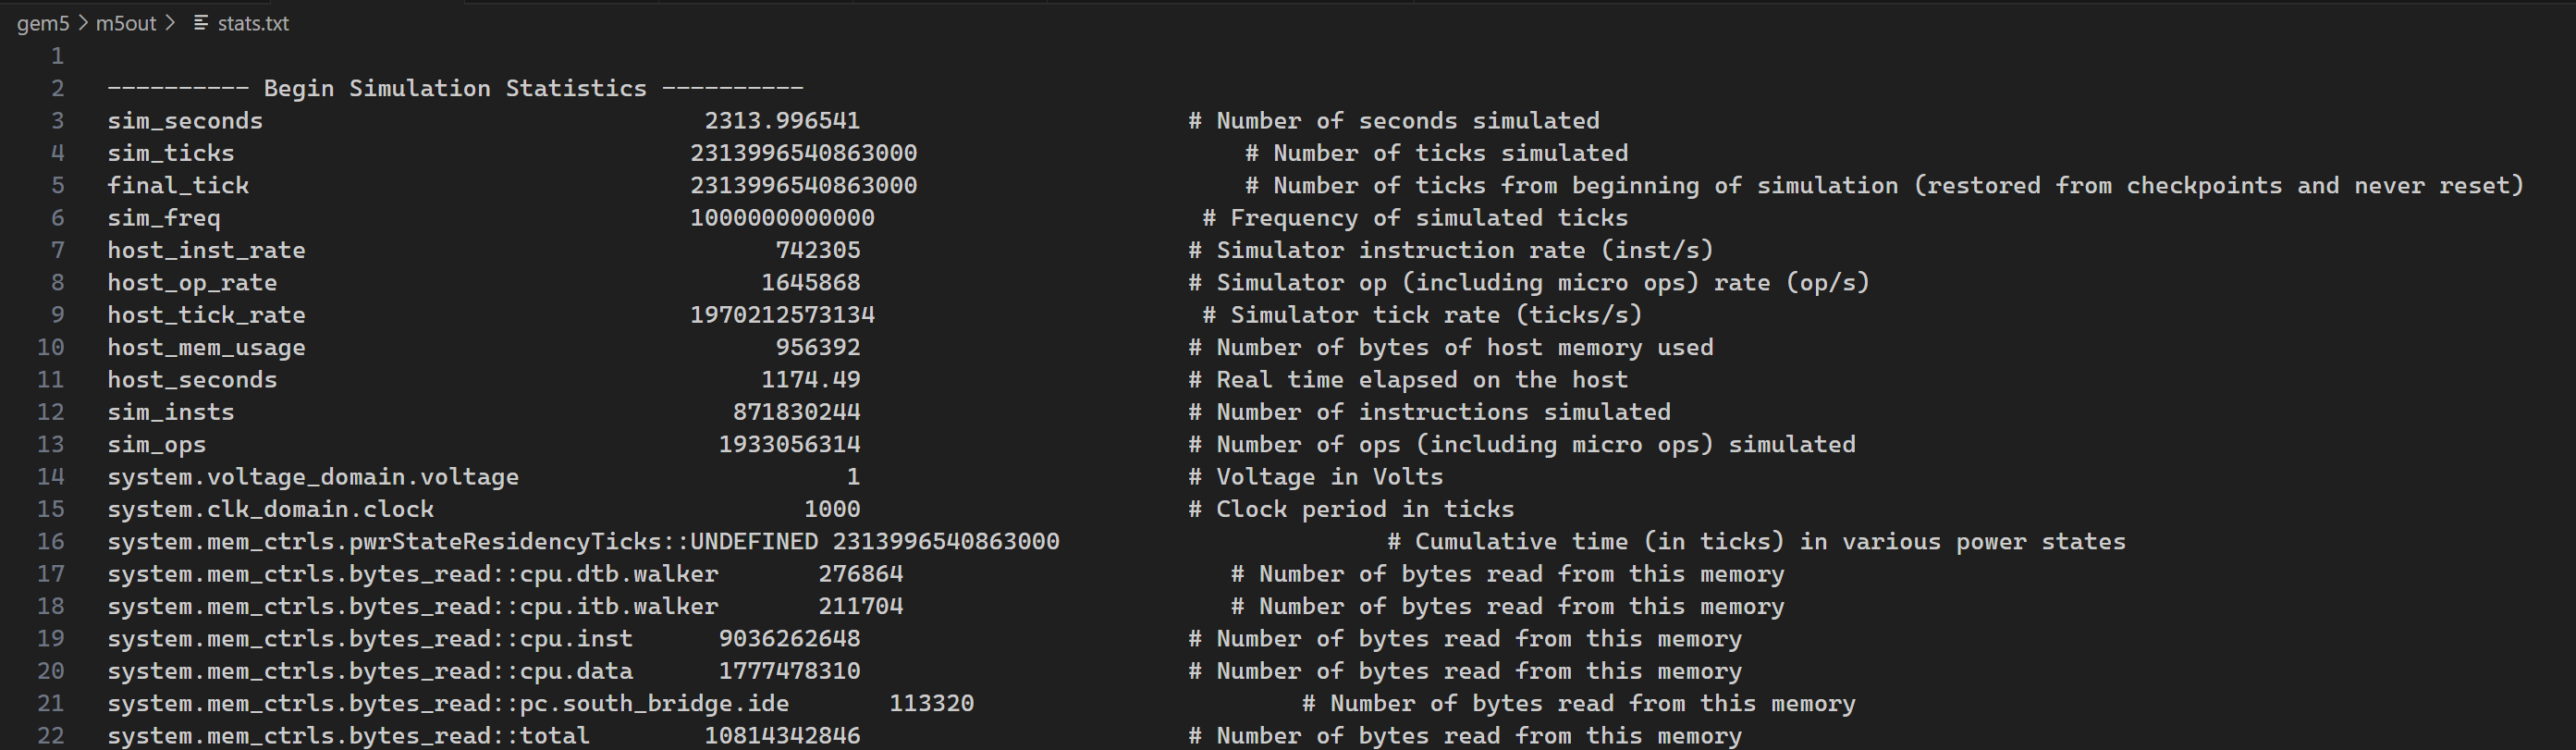 gem5 > m5out > stats.txt
1
2 ---------- Begin Simulation Statistics ----------
3 sim_seconds 2313.996541 # Number of seconds simulated
4 sim_ticks 2313996540863000 # Number of ticks simulated
5 final_tick 2313996540863000 # Number of ticks from beginning of simulation (restored from checkpoints and never reset)
6 sim_freq 1000000000000 # Frequency of simulated ticks
7 host_inst_rate 742305 # Simulator instruction rate (inst/s)
8 host_op_rate 1645868 # Simulator op (including micro ops) rate (op/s)
9 host_tick_rate 1970212573134 # Simulator tick rate (ticks/s)
10 host_mem_usage 956392 # Number of bytes of host memory used
11 host_seconds 1174.49 # Real time elapsed on the host
12 sim_insts 871830244 # Number of instructions simulated
13 sim_ops 1933056314 # Number of ops (including micro ops) simulated
14 system.voltage_domain.voltage 1 # Voltage in Volts
15 system.clk_domain.clock 1000 # Clock period in ticks
16 system.mem_ctrls.pwrStateResidencyTicks::UNDEFINED 2313996540863000 # Cumulative time (in ticks) in various power states
17 system.mem_ctrls.bytes_read::cpu.dtb.walker 276864 # Number of bytes read from this memory
18 system.mem_ctrls.bytes_read::cpu.itb.walker 211704 # Number of bytes read from this memory
19 system.mem_ctrls.bytes_read::cpu.inst 9036262648 # Number of bytes read from this memory
20 system.mem_ctrls.bytes_read::cpu.data 1777478310 # Number of bytes read from this memory
21 system.mem_ctrls.bytes_read::pc.south_bridge.ide 113320 # Number of bytes read from this memory
22 system.mem_ctrls.bytes_read::total 10814342846 # Number of bytes read from this memory